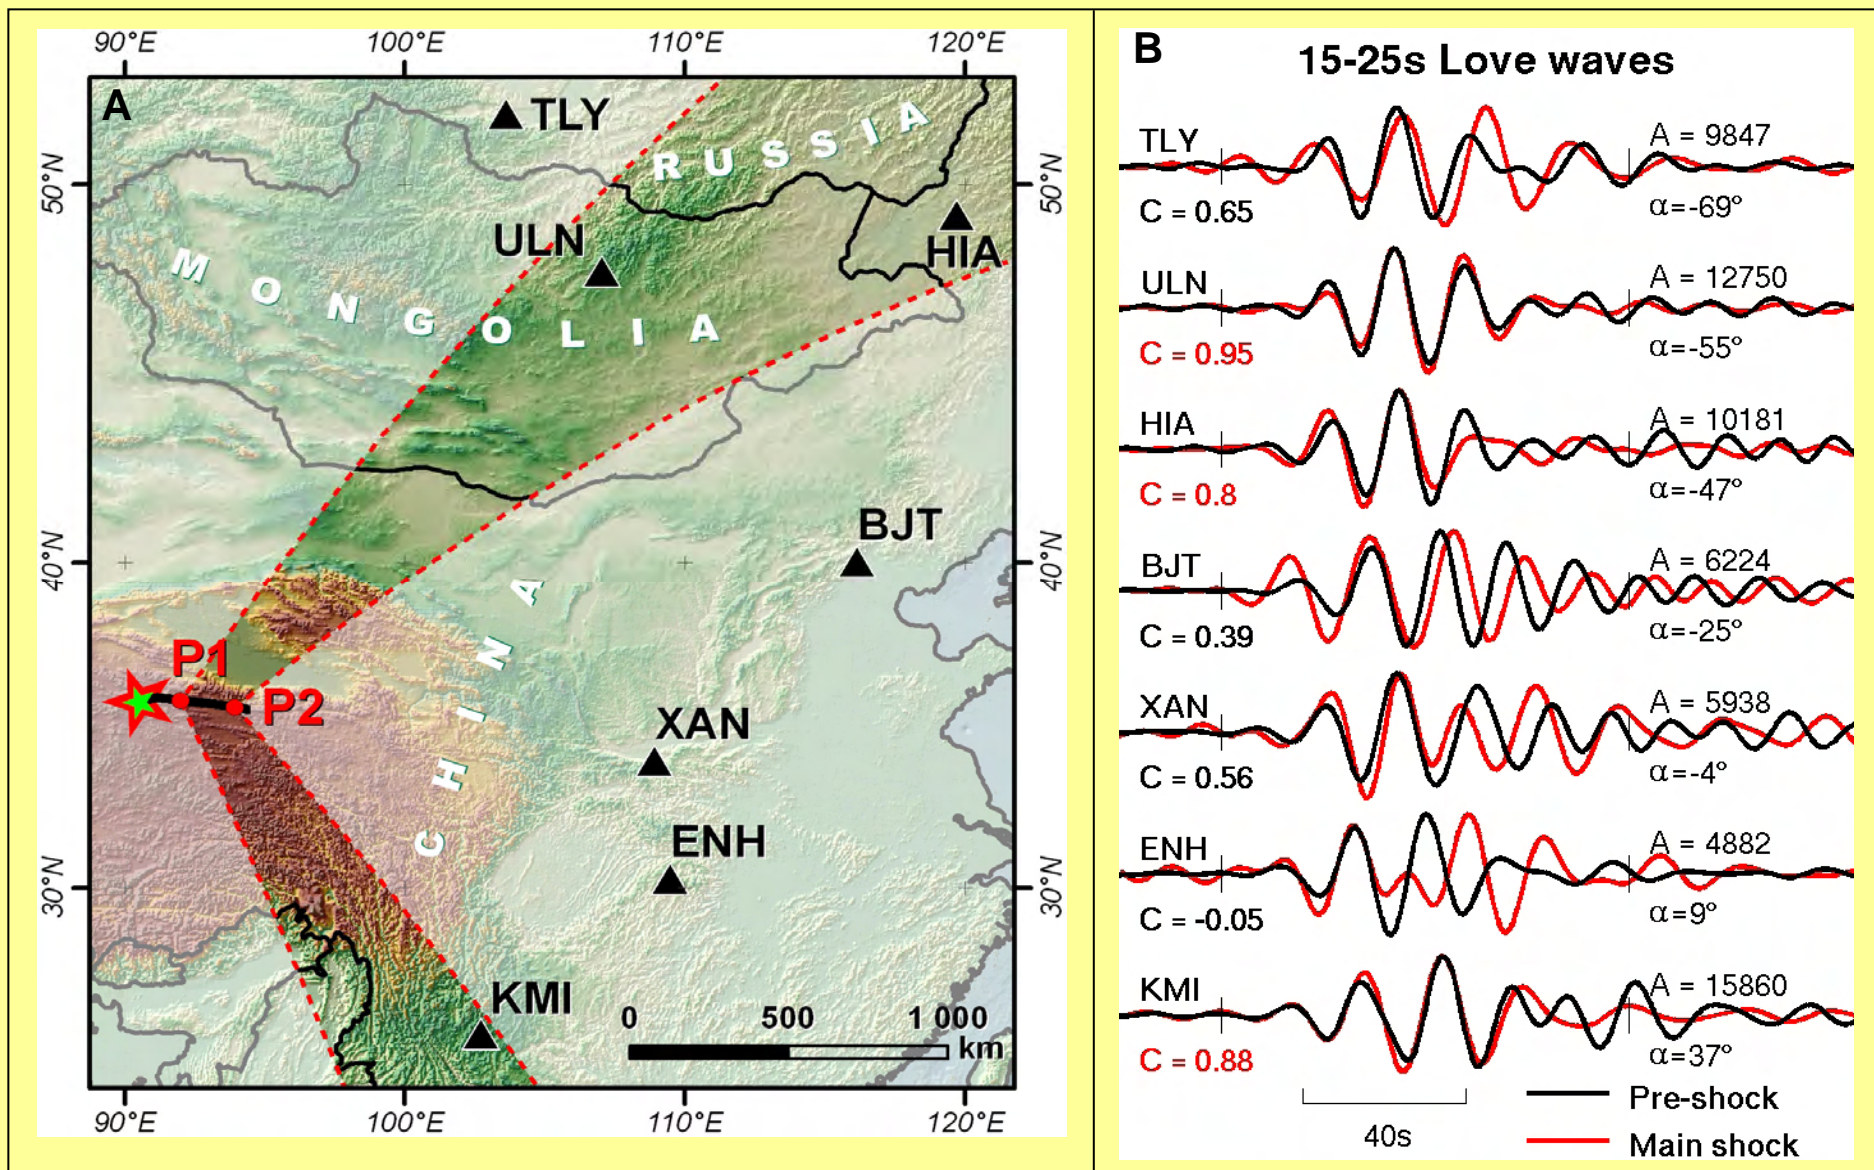 90°E 100°E 110°E 120°E
A
TLY
RUSSIA
50°N 50°N
ULN
HIA
MONGOLIA
BJT
40°N 40°N
CHINA
P1
P2
XAN
ENH
30°N 30°N
KMI
0 500 1 000
km
90°E 100°E 110°E 120°E
B
15-25s Love waves
TLY A = 9847
C = 0.65 α=-69°
ULN A = 12750
C = 0.95 α=-55°
HIA A = 10181
C = 0.8 α=-47°
BJT A = 6224
C = 0.39 α=-25°
XAN A = 5938
C = 0.56 α=-4°
ENH A = 4882
C = -0.05 α=9°
KMI A = 15860
C = 0.88 α=37°
40s
Pre-shock
Main shock